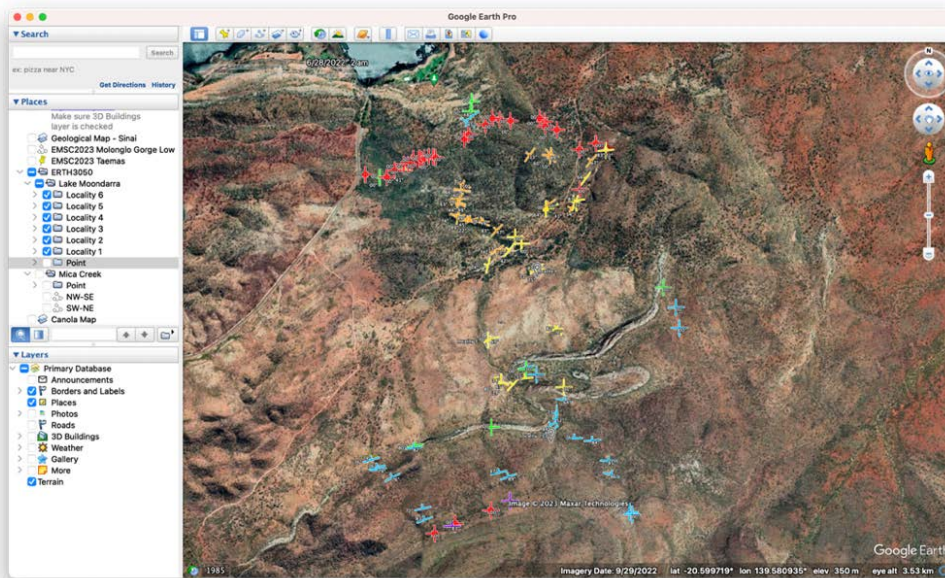 Google Earth Pro
Search
Search
ex: pizza near NYC
Get Directions History
Places
Make sure 3D Buildings
layer is checked
Geological Map - Sinai
EMSC2023 Molonglo Gorge Low
EMSC2023 Taemas
ERTH3050
Lake Moondarra
Locality 6
Locality 5
Locality 4
Locality 3
Locality 2
Locality 1
Point
Mica Creek
Point
NW-SE
SW-NE
Canola Map
Layers
Primary Database
Announcements
Borders and Labels
Places
Photos
Roads
3D Buildings
Weather
Gallery
More
Terrain
N
Image © 2023 Maxar Technologies
Google Earth
1985
Imagery Date: 9/29/2022 lat -20.599719° lon 139.580935° elev 350 m eye alt 3.53 km